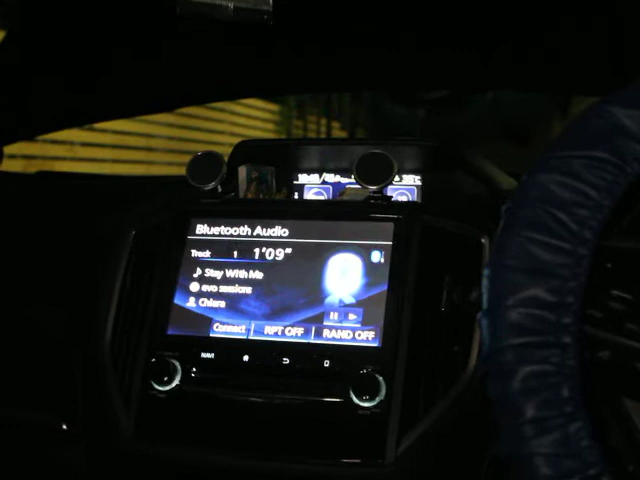 Bluetooth Audio
Track 1 1'09"
Stay With Me
evo sessions
Chiara
Connect RPT OFF RAND OFF
NAVI